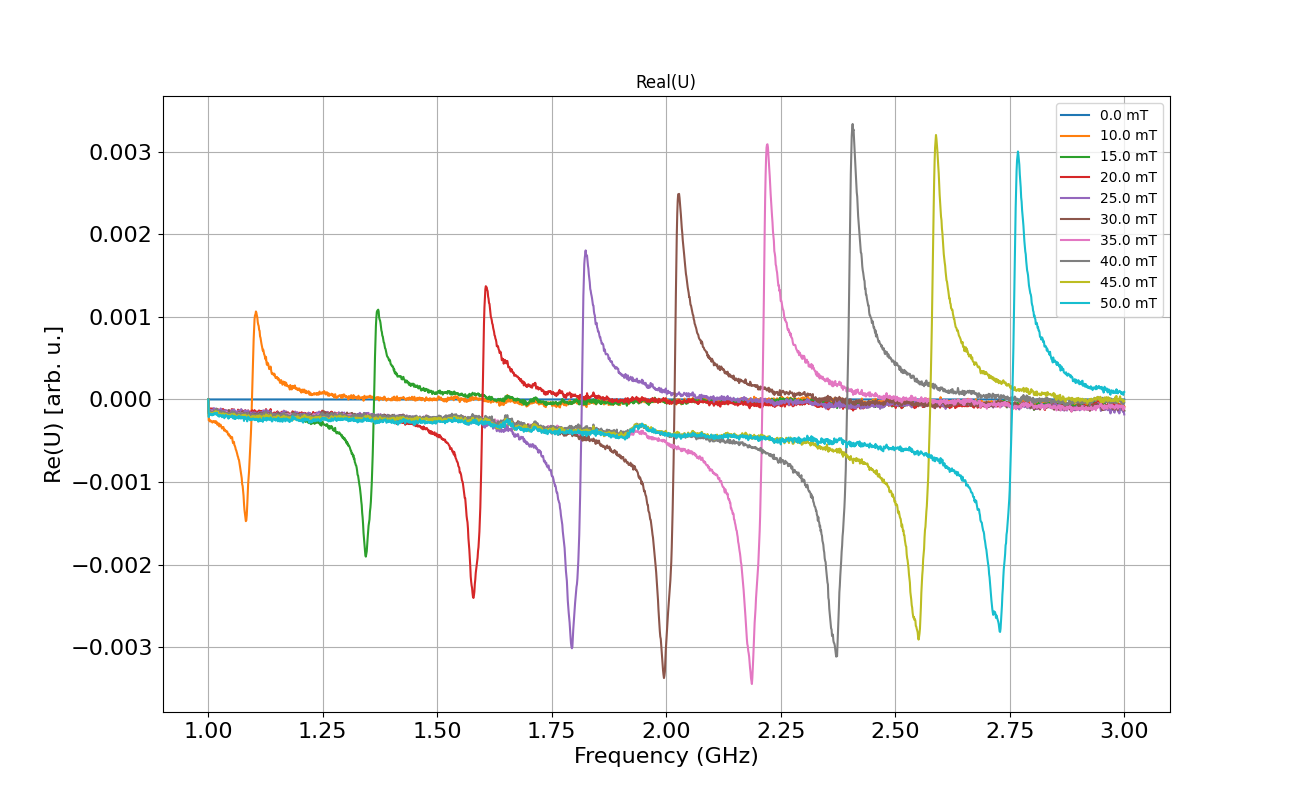 Real(U)
0.003
0.002
0.001
0.000
−0.001
−0.002
−0.003
Re(U) [arb. u.]
1.00 1.25 1.50 1.75 2.00 2.25 2.50 2.75 3.00
Frequency (GHz)
0.0 mT
10.0 mT
15.0 mT
20.0 mT
25.0 mT
30.0 mT
35.0 mT
40.0 mT
45.0 mT
50.0 mT